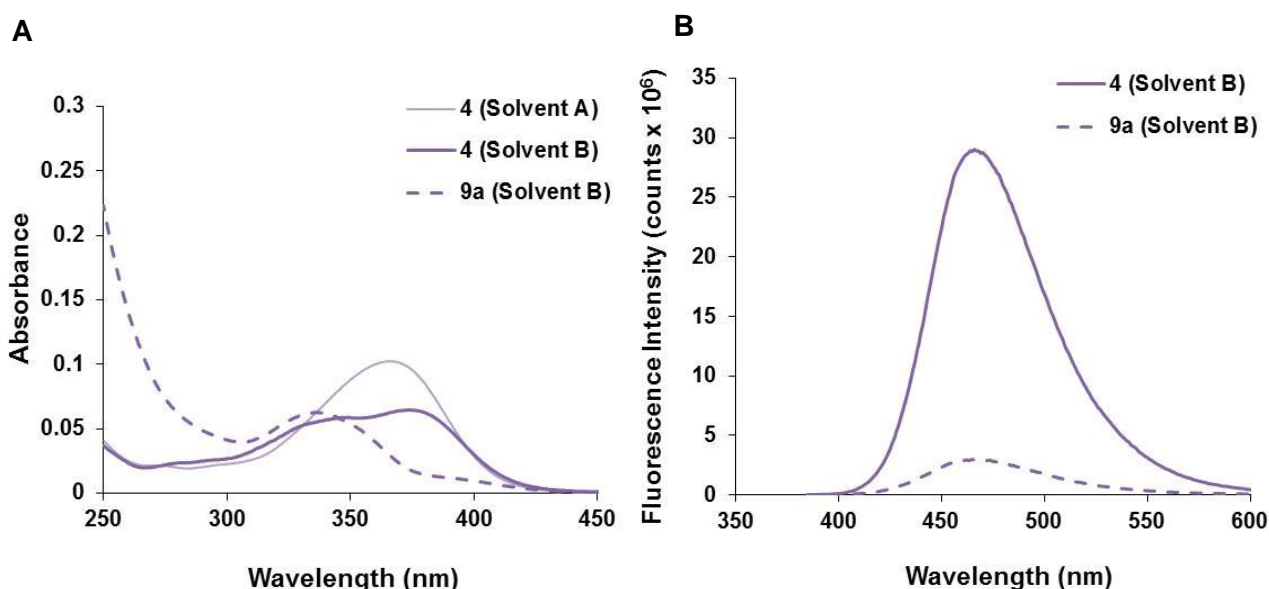 A
0.3
0.25
0.2
0.15
0.1
0.05
0
250
300
350
400
450
Absorbance
Wavelength (nm)
4 (Solvent A)
4 (Solvent B)
9a (Solvent B)
B
35
30
25
20
15
10
5
0
350
400
450
500
550
600
Fluorescence Intensity (counts x 10⁶)
Wavelength (nm)
4 (Solvent B)
9a (Solvent B)